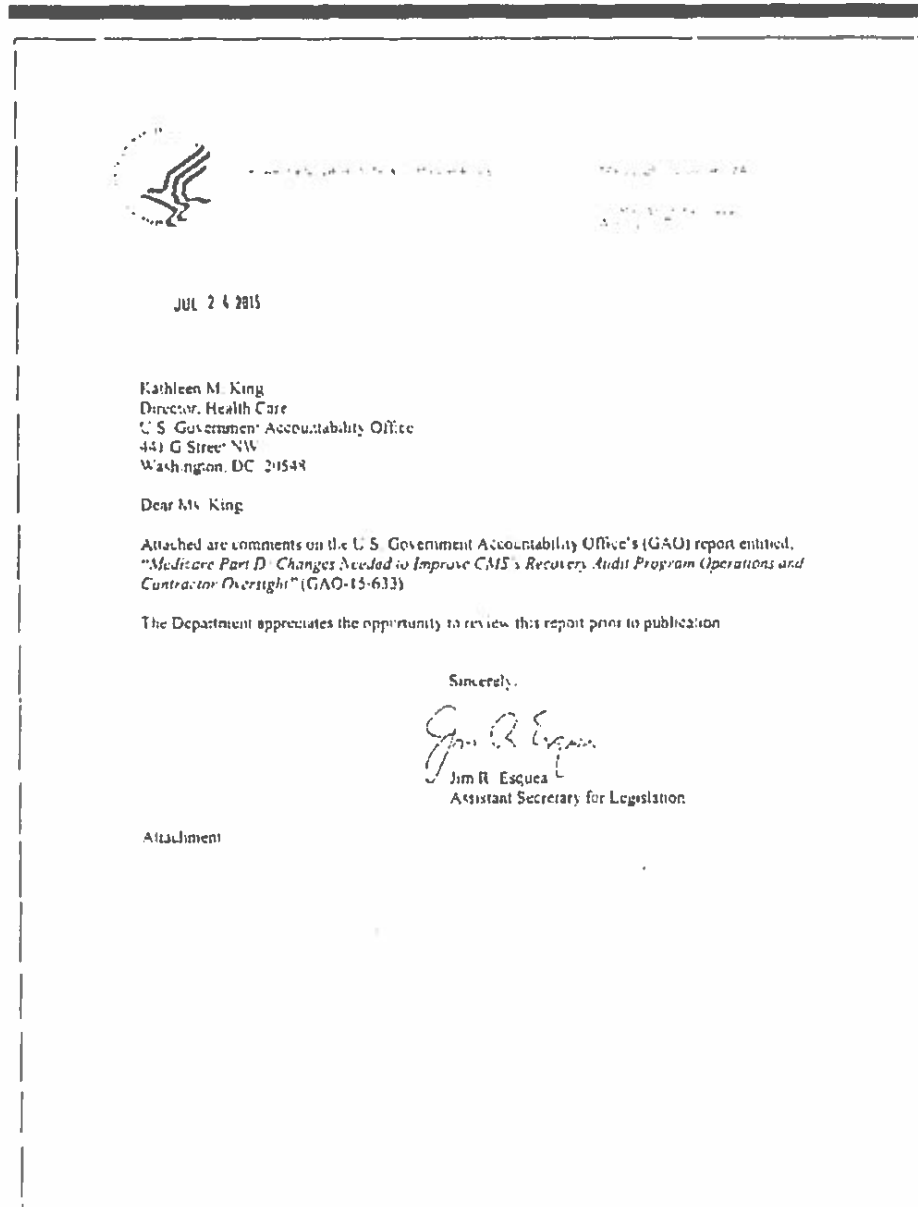 JUL 24 2015
Kathleen M. King
Director, Health Care
U.S. Government Accountability Office
441 G Street NW
Washington, DC 20548
Dear Ms. King
Attached are comments on the U.S. Government Accountability Office's (GAO) report entitled,
"Medicare Part D: Changes Needed to Improve CMS's Recovery Audit Program Operations and
Contractor Oversight" (GAO-15-633)
The Department appreciates the opportunity to review this report prior to publication
Sincerely,
Jim R. Esquea
Jim R. Esquea
Assistant Secretary for Legislation
Attachment